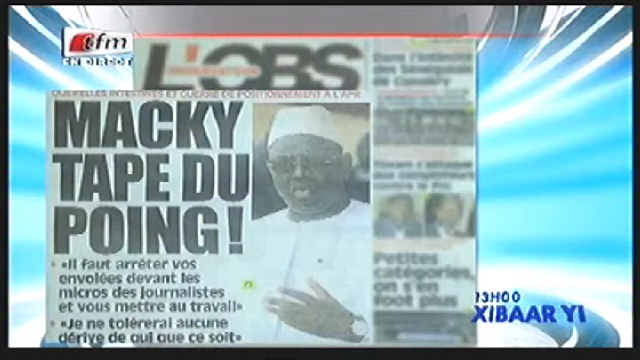 tfm
EN DIRECT
L'OBS
QUERELLES INTESTINES ET GUERRE DE POSITIONNEMENT A L'APR
MACKY
TAPE DU
POING !
• «Il faut arrêter vos
envolées devant les
micros des journalistes
et vous mettre au travail»
• «Je ne tolérerai aucune
dérive de qui que ce soit»
Petites
catégories,
on s'en
fout plus
13H00
XIBAAR YI